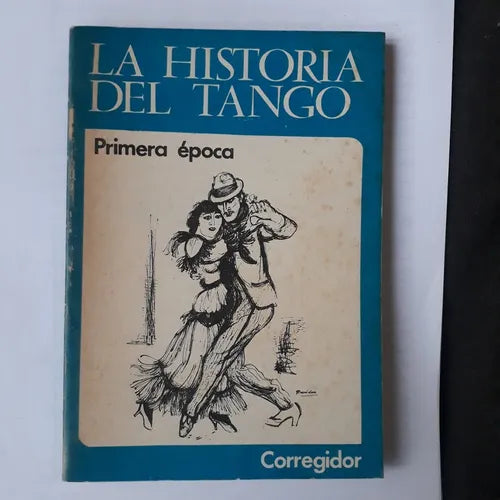 LA HISTORIA
DEL TANGO
Primera época
Corregidor